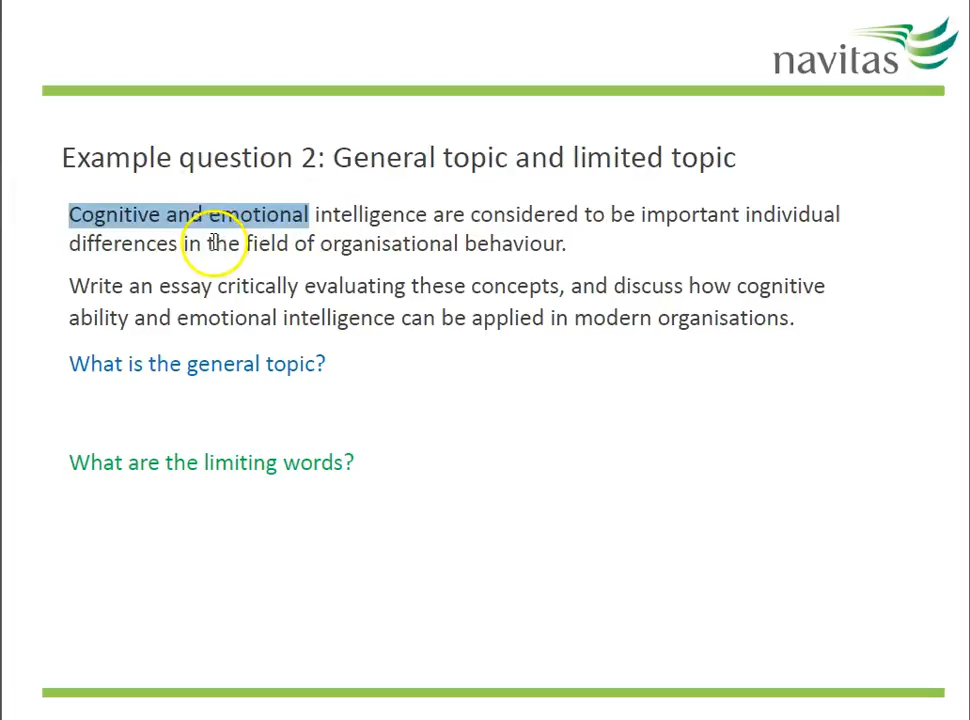 navitas
Example question 2: General topic and limited topic
Cognitive and emotional intelligence are considered to be important individual
differences in the field of organisational behaviour.
Write an essay critically evaluating these concepts, and discuss how cognitive
ability and emotional intelligence can be applied in modern organisations.
What is the general topic?
What are the limiting words?